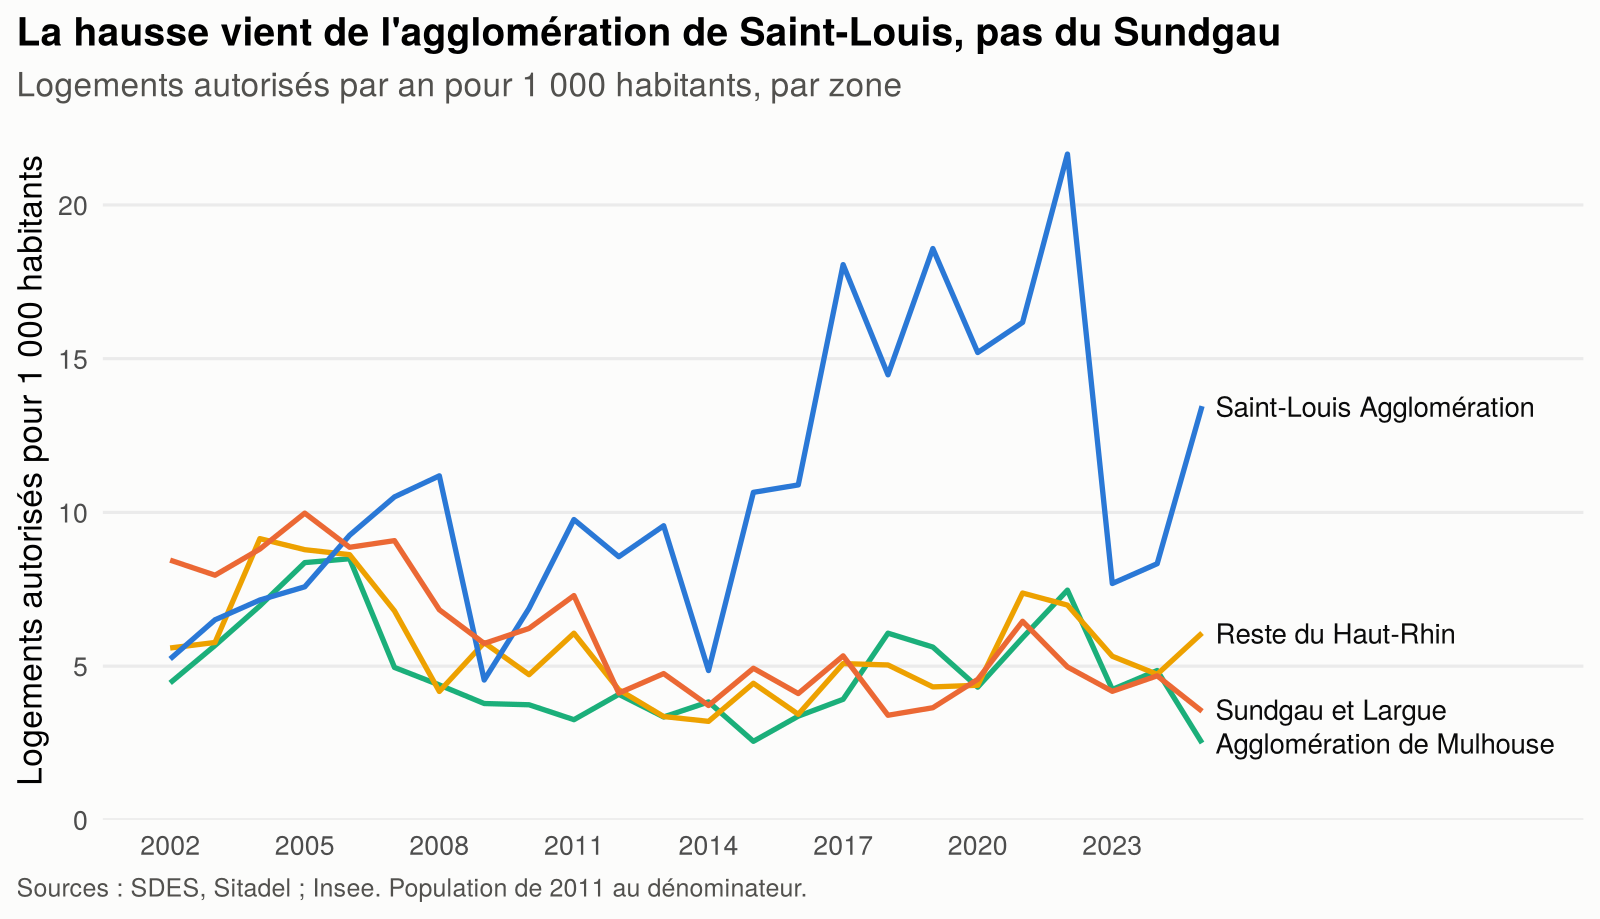 La hausse vient de l'agglomération de Saint-Louis, pas du Sundgau
Logements autorisés par an pour 1 000 habitants, par zone
Logements autorisés pour 1 000 habitants
20
15
10
5
0
Saint-Louis Agglomération
Reste du Haut-Rhin
Sundgau et Largue
Agglomération de Mulhouse
2002 2005 2008 2011 2014 2017 2020 2023
Sources : SDES, Sitadel ; Insee. Population de 2011 au dénominateur.